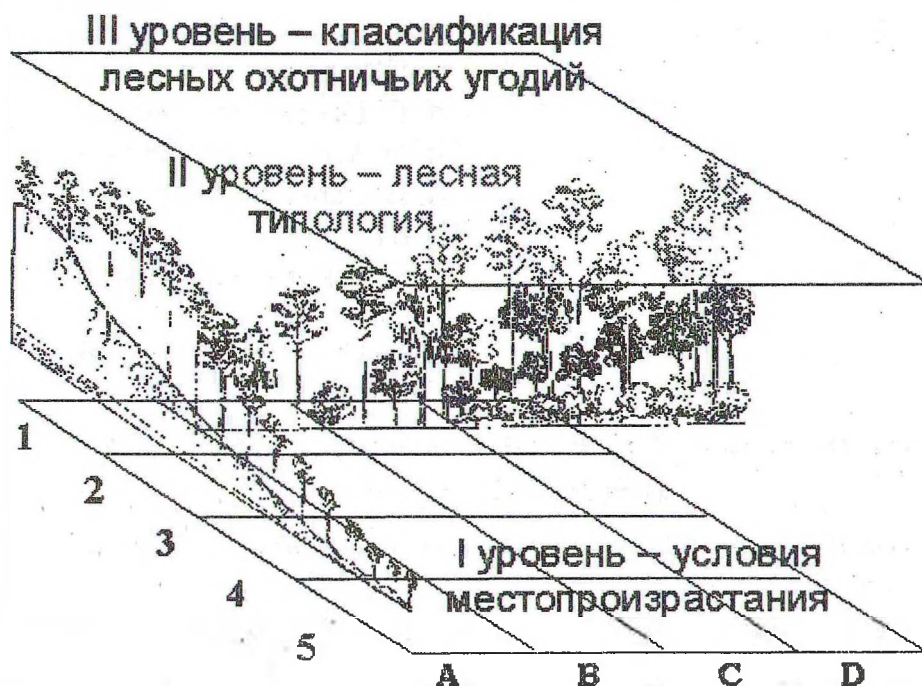 III уровень – классификация
лесных охотничьих угодий
II уровень – лесная
типология
1
2
3
I уровень – условия
4
местопроизрастания
5
A B C D